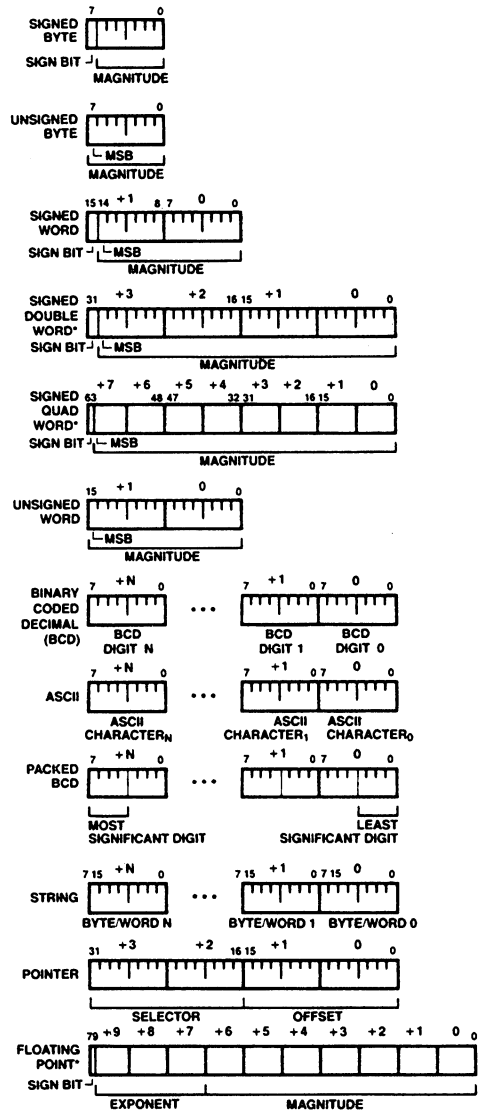 7 0
SIGNED
BYTE
SIGN BIT
MAGNITUDE
7 0
UNSIGNED
BYTE
MSB
MAGNITUDE
15 14 +1 8 7 0 0
SIGNED
WORD
SIGN BIT MSB
MAGNITUDE
31 +3 +2 16 15 +1 0 0
SIGNED
DOUBLE
WORD*
SIGN BIT MSB
MAGNITUDE
+7 +6 +5 +4 +3 +2 +1 0
63 48 47 32 31 16 15 0
SIGNED
QUAD
WORD*
SIGN BIT MSB
MAGNITUDE
15 +1 0 0
UNSIGNED
WORD
MSB
MAGNITUDE
7 +N 0 7 +1 0 7 0 0
BINARY
CODED
DECIMAL
(BCD)
• • •
BCD BCD BCD
DIGIT N DIGIT 1 DIGIT 0
7 +N 0 7 +1 0 7 0 0
ASCII • • •
ASCII ASCII ASCII
CHARACTERN CHARACTER1 CHARACTER0
7 +N 0 7 +1 0 7 0 0
PACKED
BCD
• • •
MOST LEAST
SIGNIFICANT DIGIT SIGNIFICANT DIGIT
7 15 +N 0 7 15 +1 0 7 15 0 0
STRING • • •
BYTE/WORD N BYTE/WORD 1 BYTE/WORD 0
31 +3 +2 16 15 +1 0 0
POINTER
SELECTOR OFFSET
79 +9 +8 +7 +6 +5 +4 +3 +2 +1 0 0
FLOATING
POINT*
SIGN BIT
EXPONENT MAGNITUDE